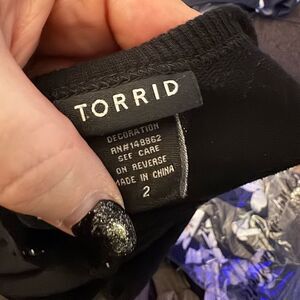 TORRID
DECORATION
RN#148862
SEE CARE
ON REVERSE
MADE IN CHINA
2